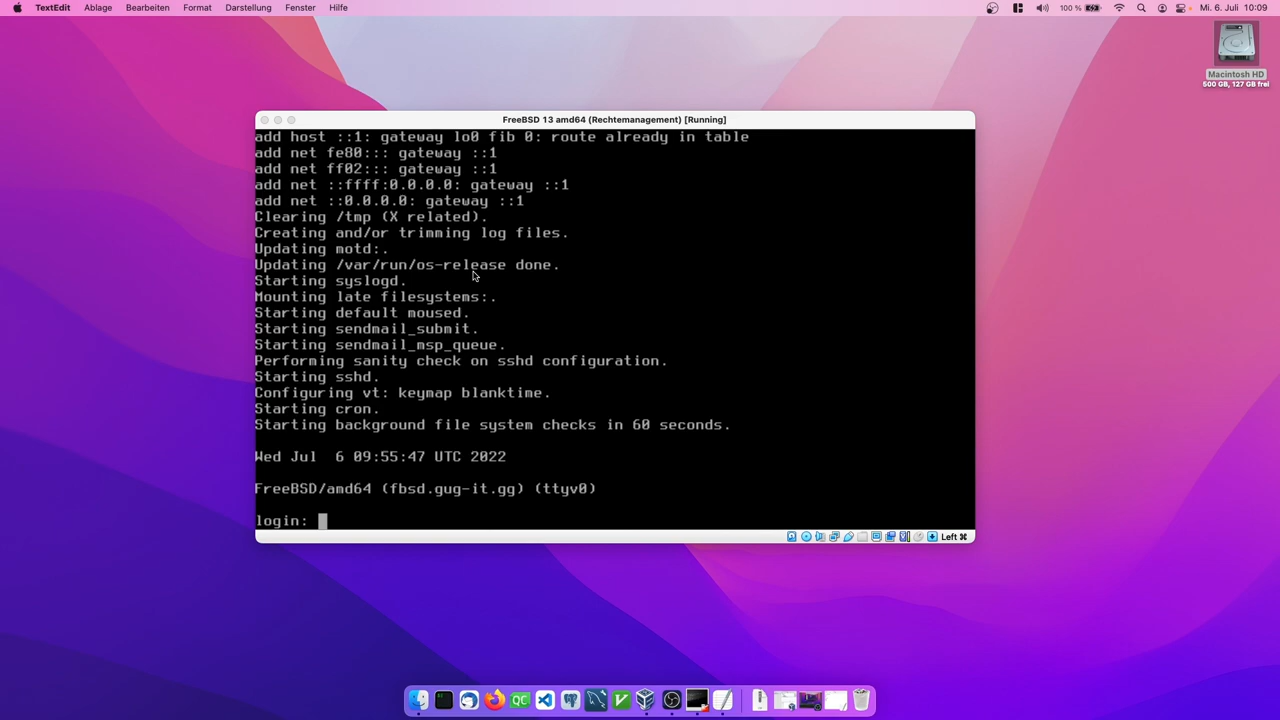 TextEdit Ablage Bearbeiten Format Darstellung Fenster Hilfe 100 % Mi. 6. Juli 10:09
Macintosh HD
500 GB, 127 GB frei
FreeBSD 13 amd64 (Rechtemanagement) [Running]
add host ::1: gateway lo0 fib 0: route already in table
add net fe80::: gateway ::1
add net ff02::: gateway ::1
add net ::ffff:0.0.0.0: gateway ::1
add net ::0.0.0.0: gateway ::1
Clearing /tmp (X related).
Creating and/or trimming log files.
Updating motd:.
Updating /var/run/os-release done.
Starting syslogd.
Mounting late filesystems:.
Starting default moused.
Starting sendmail_submit.
Starting sendmail_msp_queue.
Performing sanity check on sshd configuration.
Starting sshd.
Configuring vt: keymap blanktime.
Starting cron.
Starting background file system checks in 60 seconds.
Wed Jul  6 09:55:47 UTC 2022
FreeBSD/amd64 (fbsd.gug-it.gg) (ttyv0)
login:
Left ⌘
QC